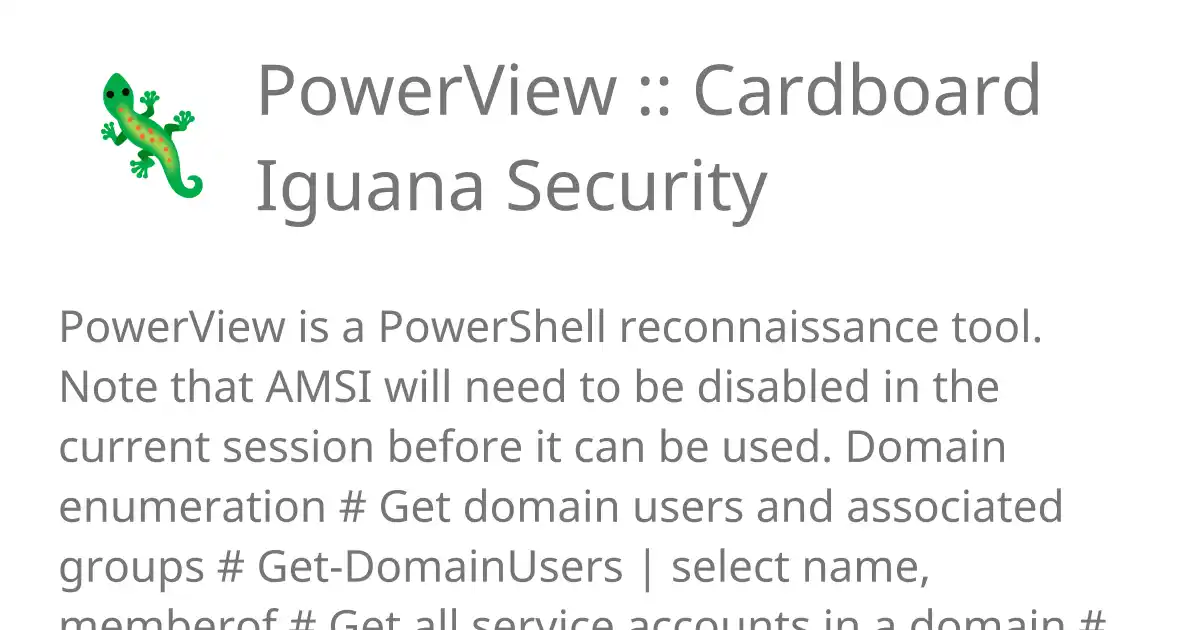 PowerView :: Cardboard
Iguana Security
PowerView is a PowerShell reconnaissance tool.
Note that AMSI will need to be disabled in the
current session before it can be used. Domain
enumeration # Get domain users and associated
groups # Get-DomainUsers | select name,
memberof # Get all service accounts in a domain #